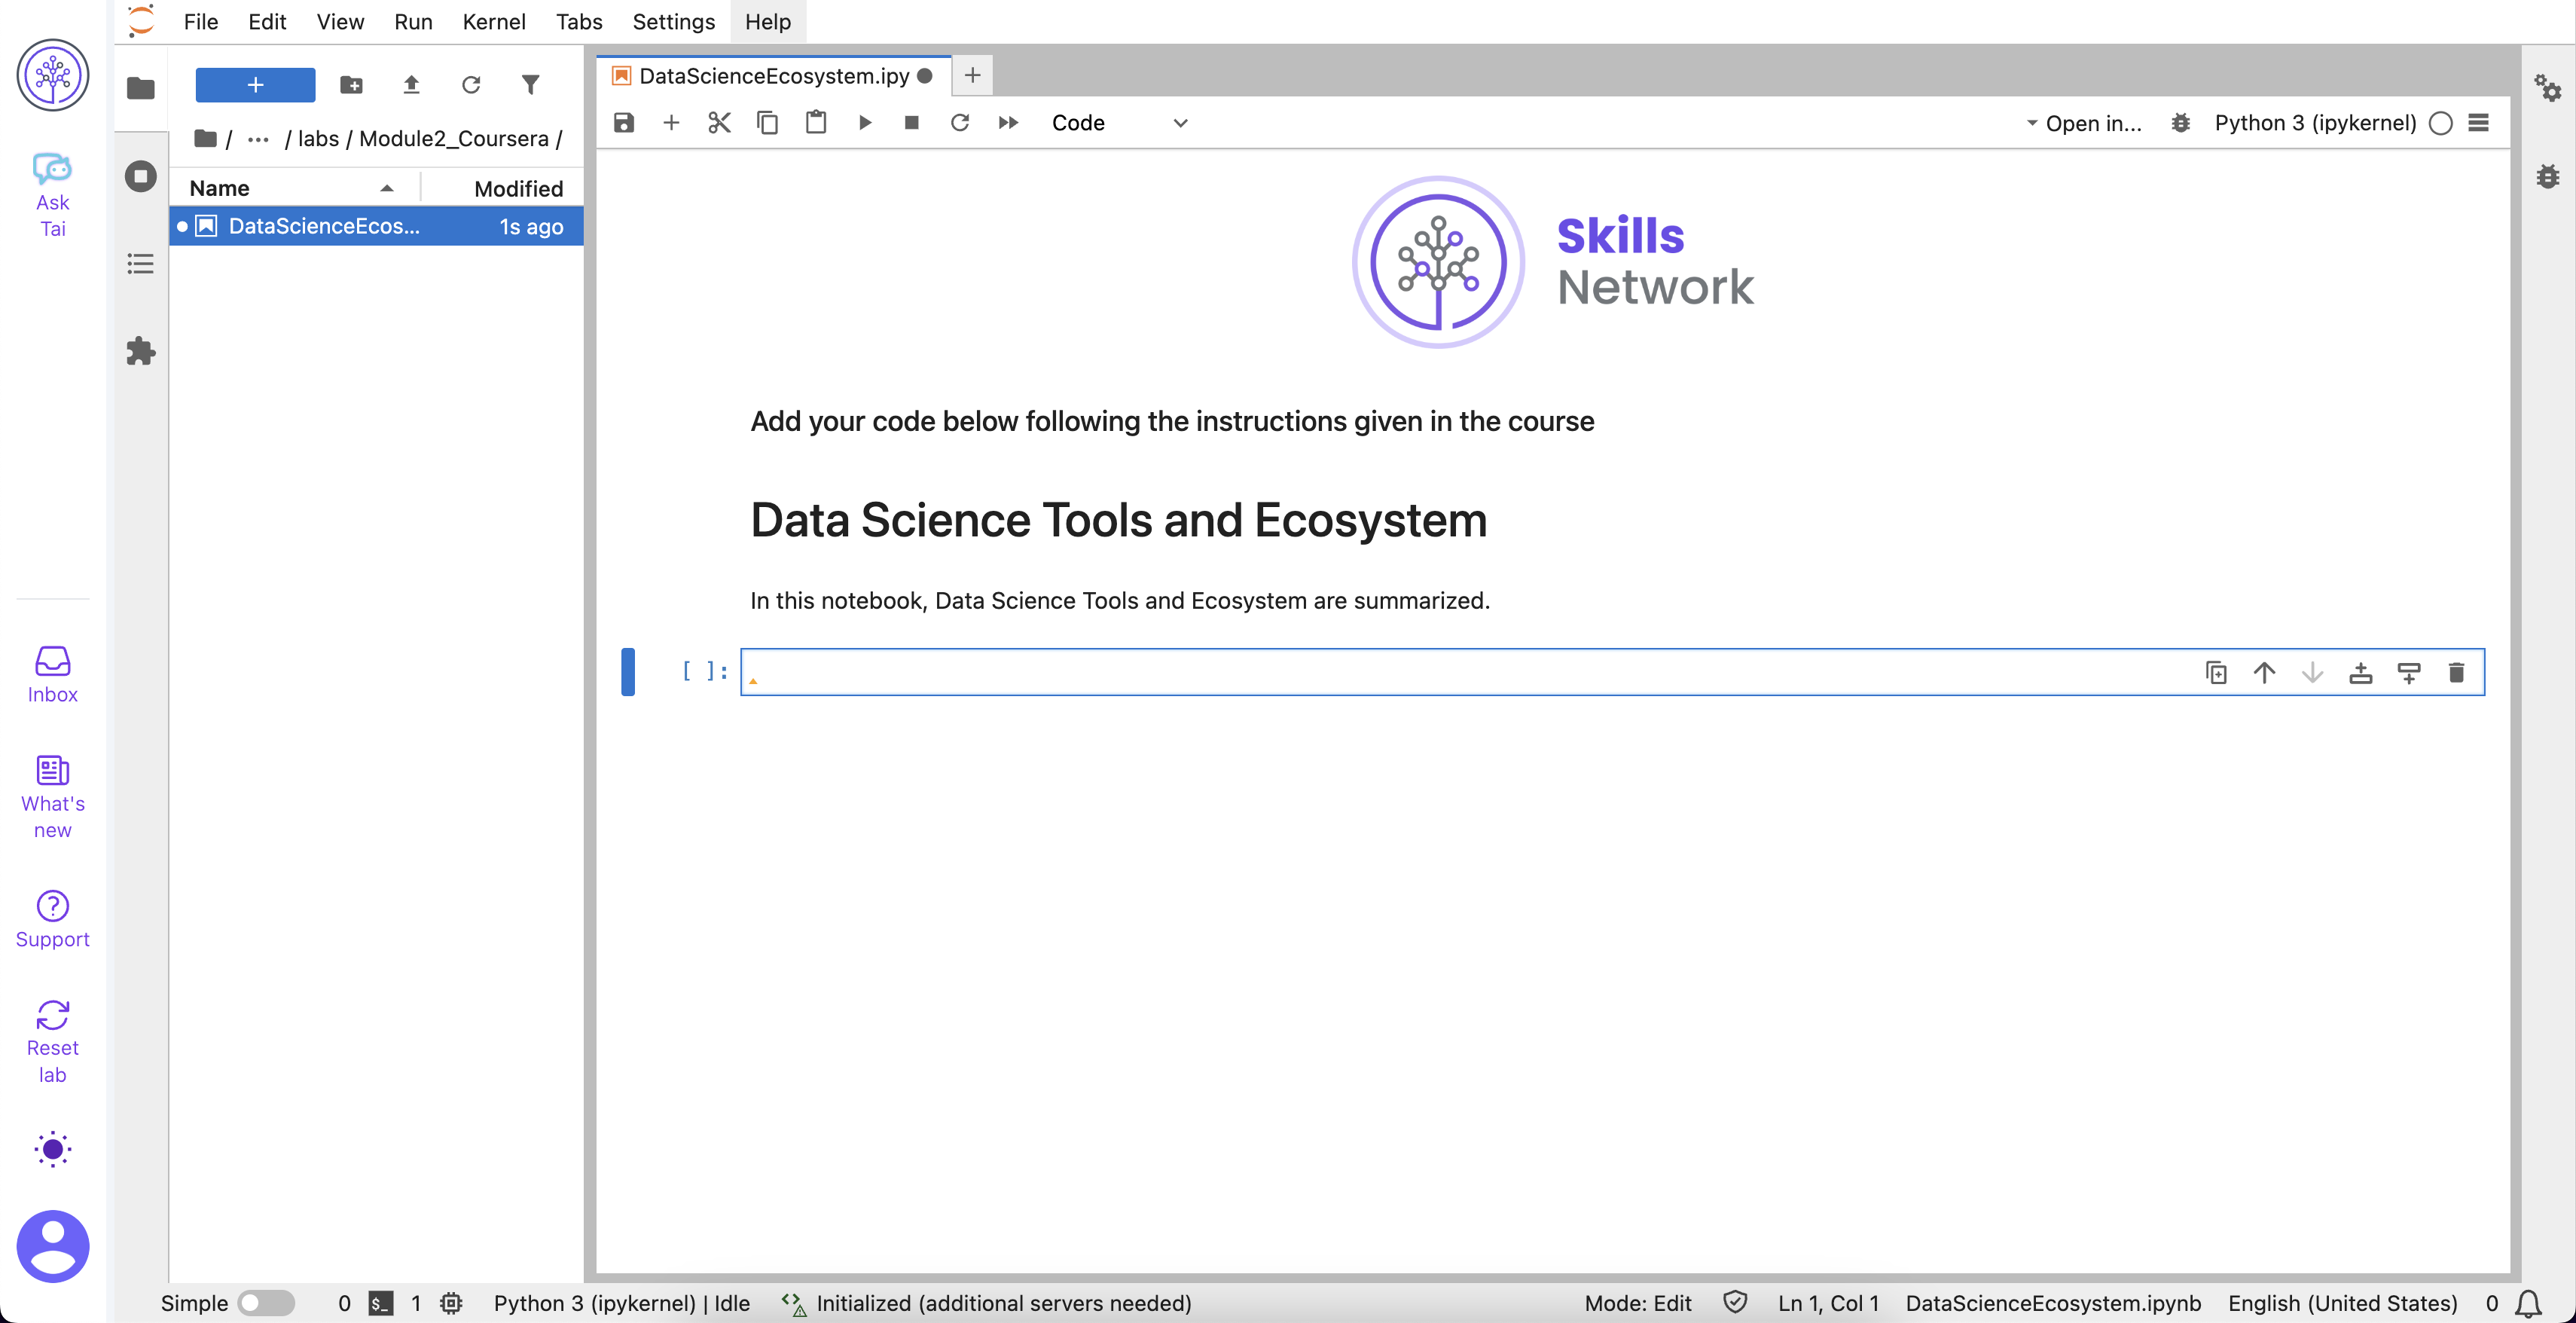 File Edit View Run Kernel Tabs Settings Help
Ask
Tai
Inbox
What's
new
Support
Reset
lab
/ ··· / labs / Module2_Coursera /
Name Modified
DataScienceEcos... 1s ago
DataScienceEcosystem.ipy
Code
Open in...
Python 3 (ipykernel)
Skills
Network
Add your code below following the instructions given in the course
Data Science Tools and Ecosystem
In this notebook, Data Science Tools and Ecosystem are summarized.
[ ]:
Simple 0 $_ 1 Python 3 (ipykernel) | Idle Initialized (additional servers needed) Mode: Edit Ln 1, Col 1 DataScienceEcosystem.ipynb English (United States) 0